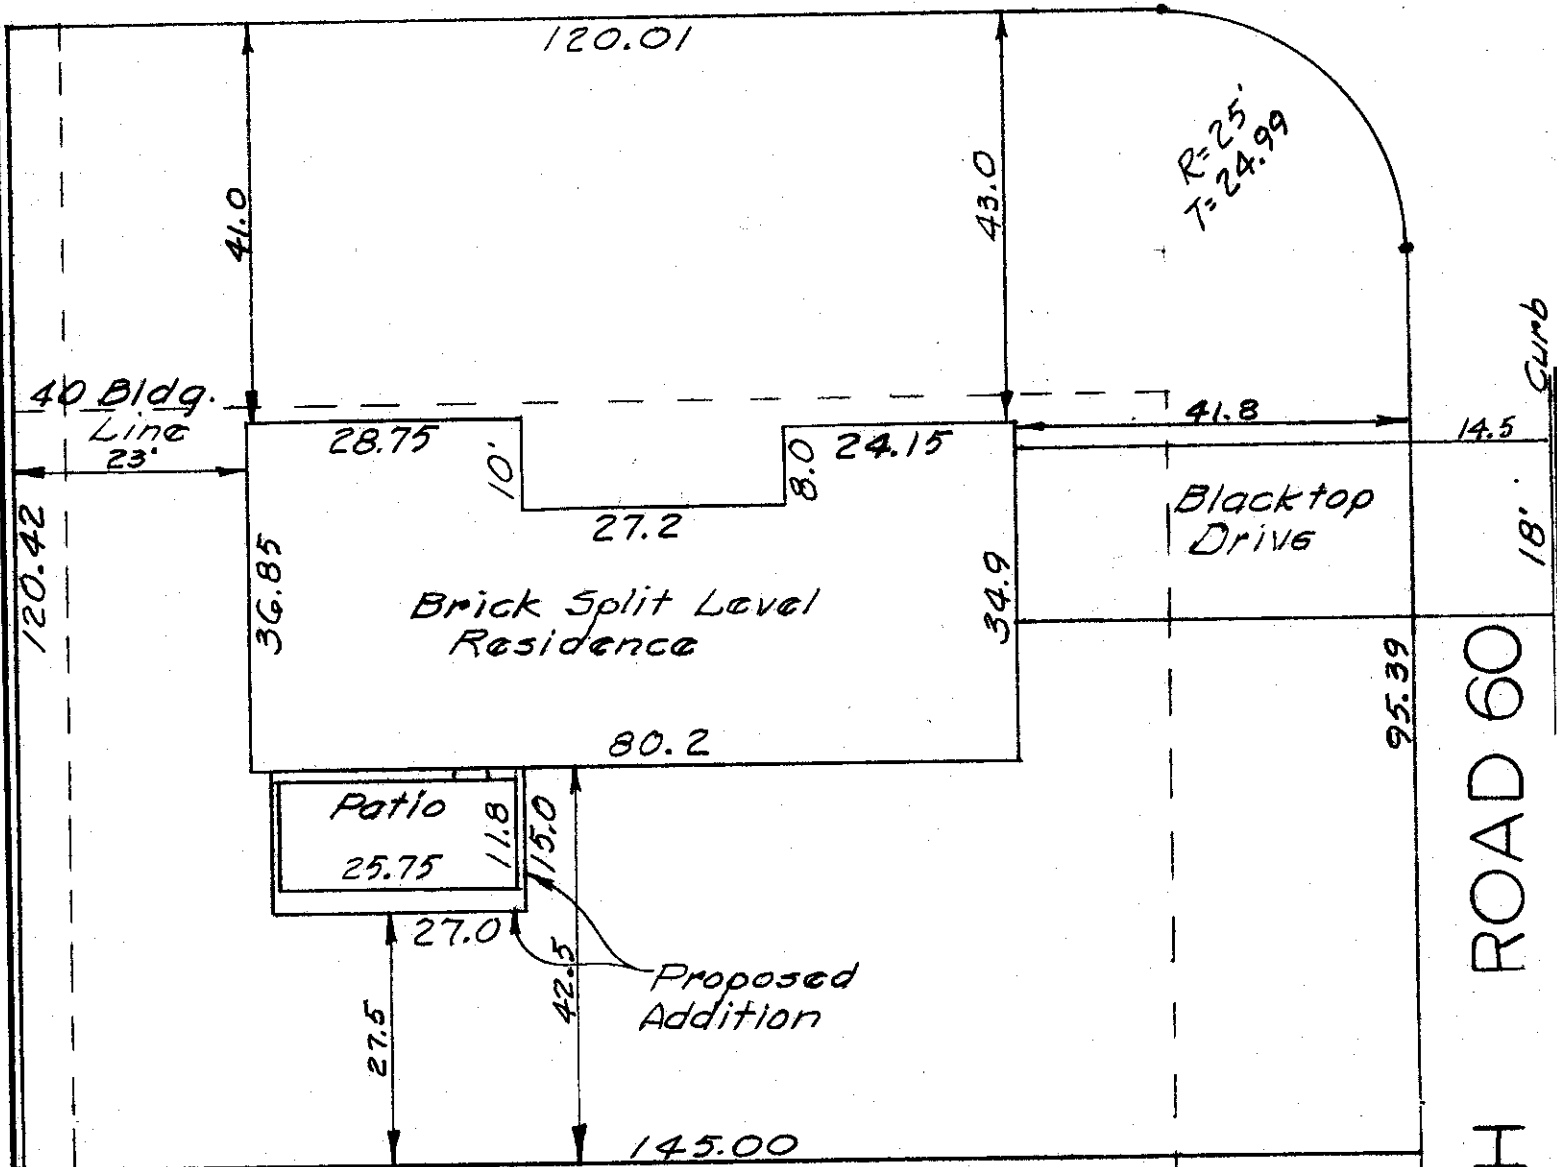 120.01
R=25'
T=24.99
41.0
43.0
Curb
40 Bldg.
Line
23'
41.8
14.5
28.75
10'
8.0
24.15
27.2
Blacktop
Drive
18'
120.42
36.85
Brick Split Level
Residence
34.9
95.39
80.2
ROAD 60
Patio
11.8
15.0
25.75
27.0
42.5
Proposed
Addition
27.5
145.00
H